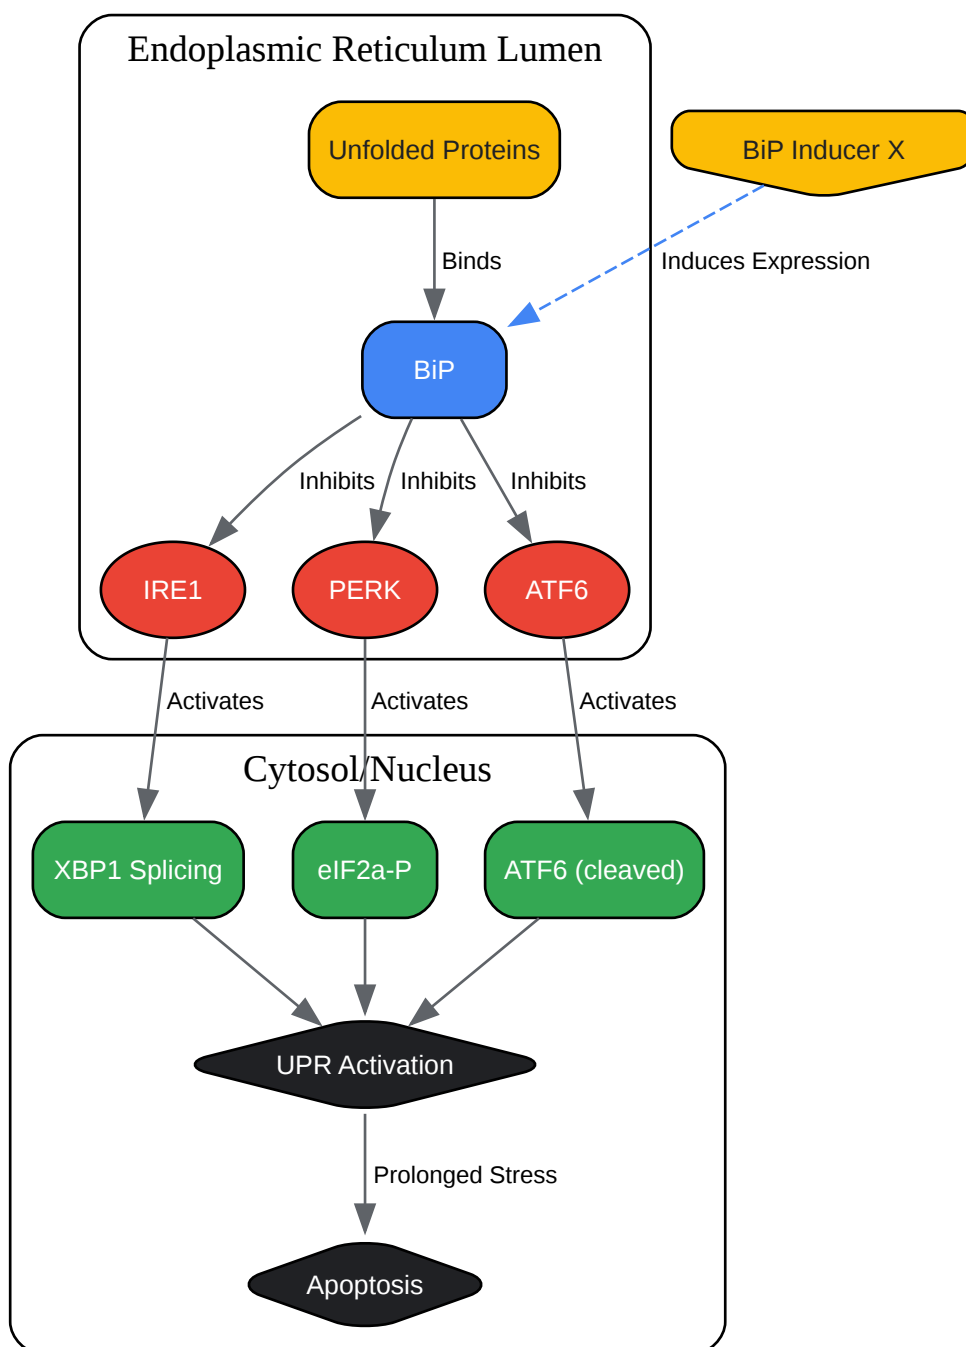 Endoplasmic Reticulum Lumen
Unfolded Proteins
BiP Inducer X
Binds
Induces Expression
BiP
Inhibits
Inhibits
Inhibits
IRE1
PERK
ATF6
Activates
Activates
Activates
Cytosol/Nucleus
XBP1 Splicing
eIF2a-P
ATF6 (cleaved)
UPR Activation
Prolonged Stress
Apoptosis